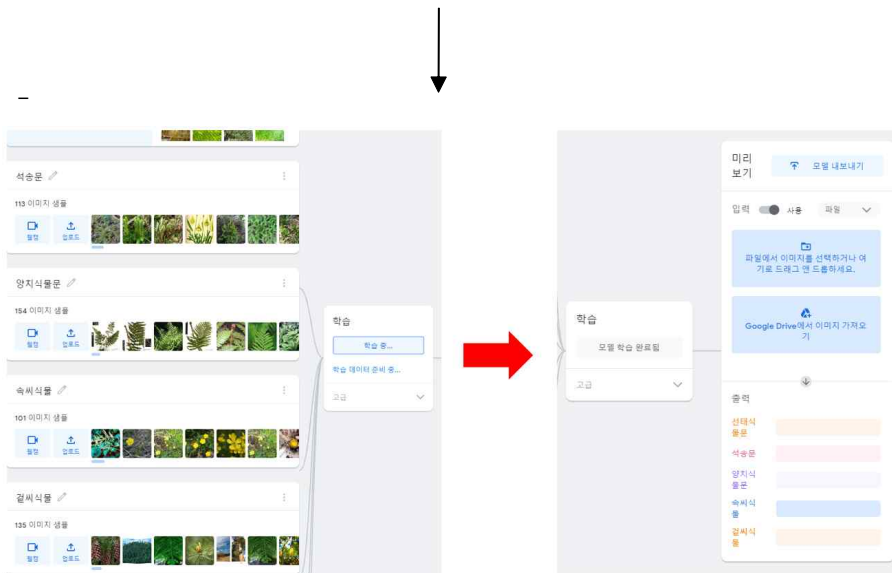 석송문
113 이미지 샘플
웹캠
업로드
양치식물문
154 이미지 샘플
웹캠
업로드
속씨식물
101 이미지 샘플
웹캠
업로드
겉씨식물
135 이미지 샘플
웹캠
업로드
학습
학습 중...
학습 데이터 준비 중...
고급
학습
모델 학습 완료됨
고급
미리
보기
모델 내보내기
입력
사용
파일
파일에서 이미지를 선택하거나 여
기로 드래그 앤 드롭하세요.
Google Drive에서 이미지 가져오
기
출력
선태식
물문
석송문
양치식
물문
속씨식
물
겉씨식
물